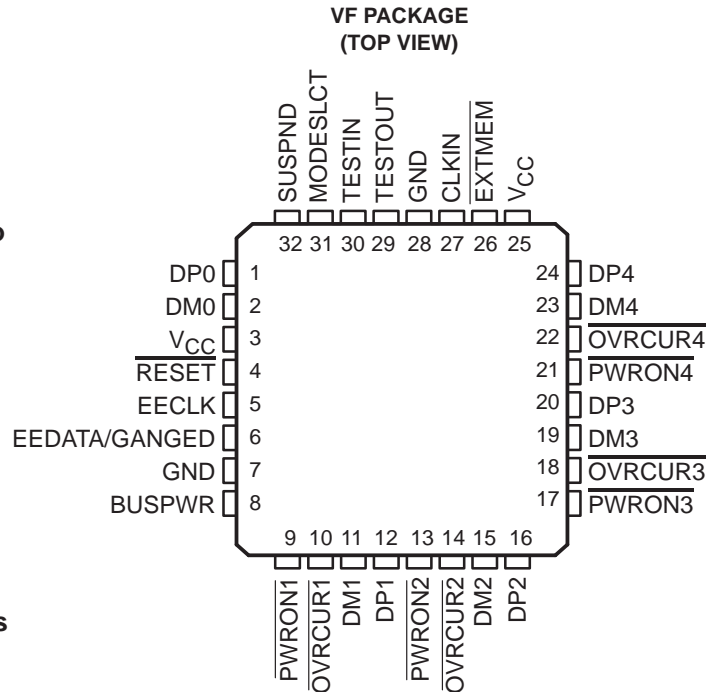 VF PACKAGE
(TOP VIEW)
SUSPND
MODESLCT
TESTIN
TESTOUT
GND
CLKIN
EXTMEM
VCC
32 31 30 29 28 27 26 25
DP0 1
DM0 2
VCC 3
RESET 4
EECLK 5
EEDATA/GANGED 6
GND 7
BUSPWR 8
24 DP4
23 DM4
22 OVRCUR4
21 PWRON4
20 DP3
19 DM3
18 OVRCUR3
17 PWRON3
9 10 11 12 13 14 15 16
PWRON1
OVRCUR1
DM1
DP1
PWRON2
OVRCUR2
DM2
DP2
s